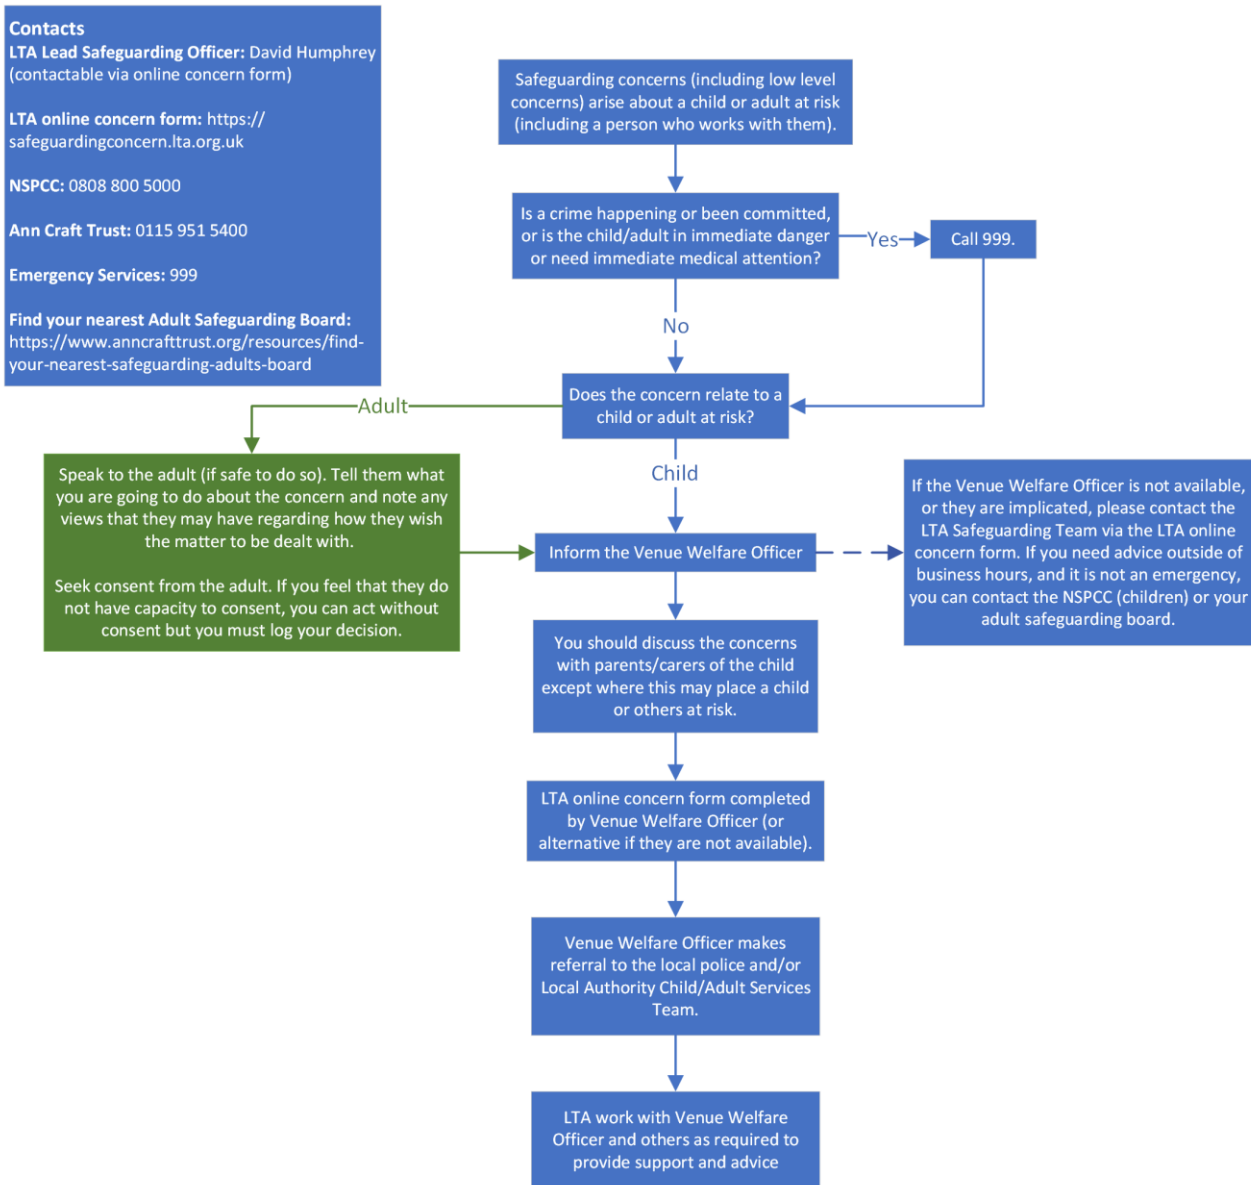 Contacts
LTA Lead Safeguarding Officer: David Humphrey
(contactable via online concern form)
LTA online concern form: https://
safeguardingconcern.lta.org.uk
NSPCC: 0808 800 5000
Ann Craft Trust: 0115 951 5400
Emergency Services: 999
Find your nearest Adult Safeguarding Board:
https://www.anncrafttrust.org/resources/find-
your-nearest-safeguarding-adults-board
Safeguarding concerns (including low level
concerns) arise about a child or adult at risk
(including a person who works with them).
Is a crime happening or been committed,
or is the child/adult in immediate danger
or need immediate medical attention?
Yes
Call 999.
No
Does the concern relate to a
child or adult at risk?
Adult
Speak to the adult (if safe to do so). Tell them what
you are going to do about the concern and note any
views that they may have regarding how they wish
the matter to be dealt with.
Seek consent from the adult. If you feel that they do
not have capacity to consent, you can act without
consent but you must log your decision.
Child
Inform the Venue Welfare Officer
If the Venue Welfare Officer is not available,
or they are implicated, please contact the
LTA Safeguarding Team via the LTA online
concern form. If you need advice outside of
business hours, and it is not an emergency,
you can contact the NSPCC (children) or your
adult safeguarding board.
You should discuss the concerns
with parents/carers of the child
except where this may place a child
or others at risk.
LTA online concern form completed
by Venue Welfare Officer (or
alternative if they are not available).
Venue Welfare Officer makes
referral to the local police and/or
Local Authority Child/Adult Services
Team.
LTA work with Venue Welfare
Officer and others as required to
provide support and advice